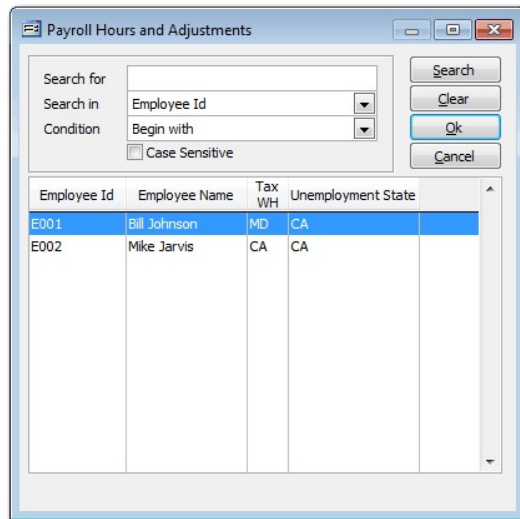 Payroll Hours and Adjustments
Search for
Search in Employee Id
Condition Begin with
Case Sensitive
Search
Clear
Ok
Cancel
Employee Id Employee Name Tax WH Unemployment State
E001 Bill Johnson MD CA
E002 Mike Jarvis CA CA